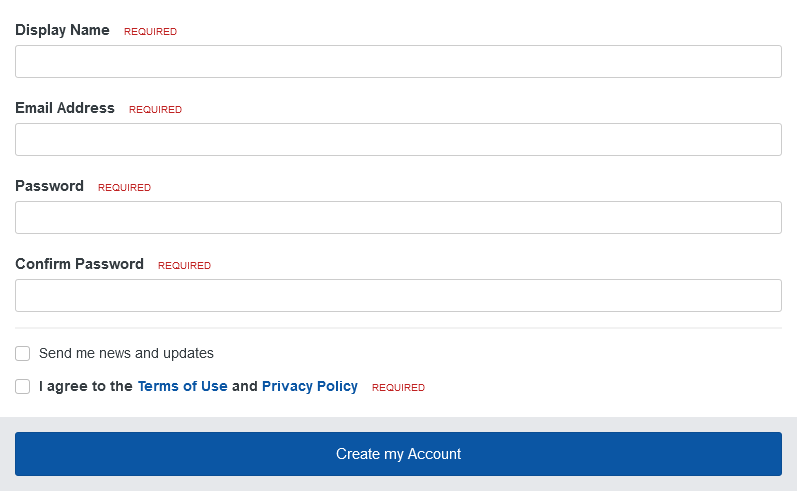 Display Name REQUIRED
Email Address REQUIRED
Password REQUIRED
Confirm Password REQUIRED
Send me news and updates
I agree to the Terms of Use and Privacy Policy REQUIRED
Create my Account